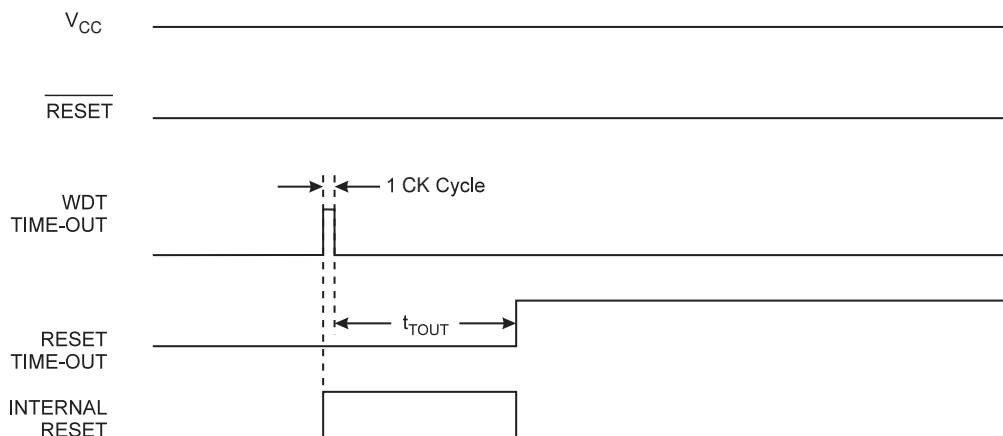 VCC
RESET
1 CK Cycle
WDT
TIME-OUT
tTOUT
RESET
TIME-OUT
INTERNAL
RESET